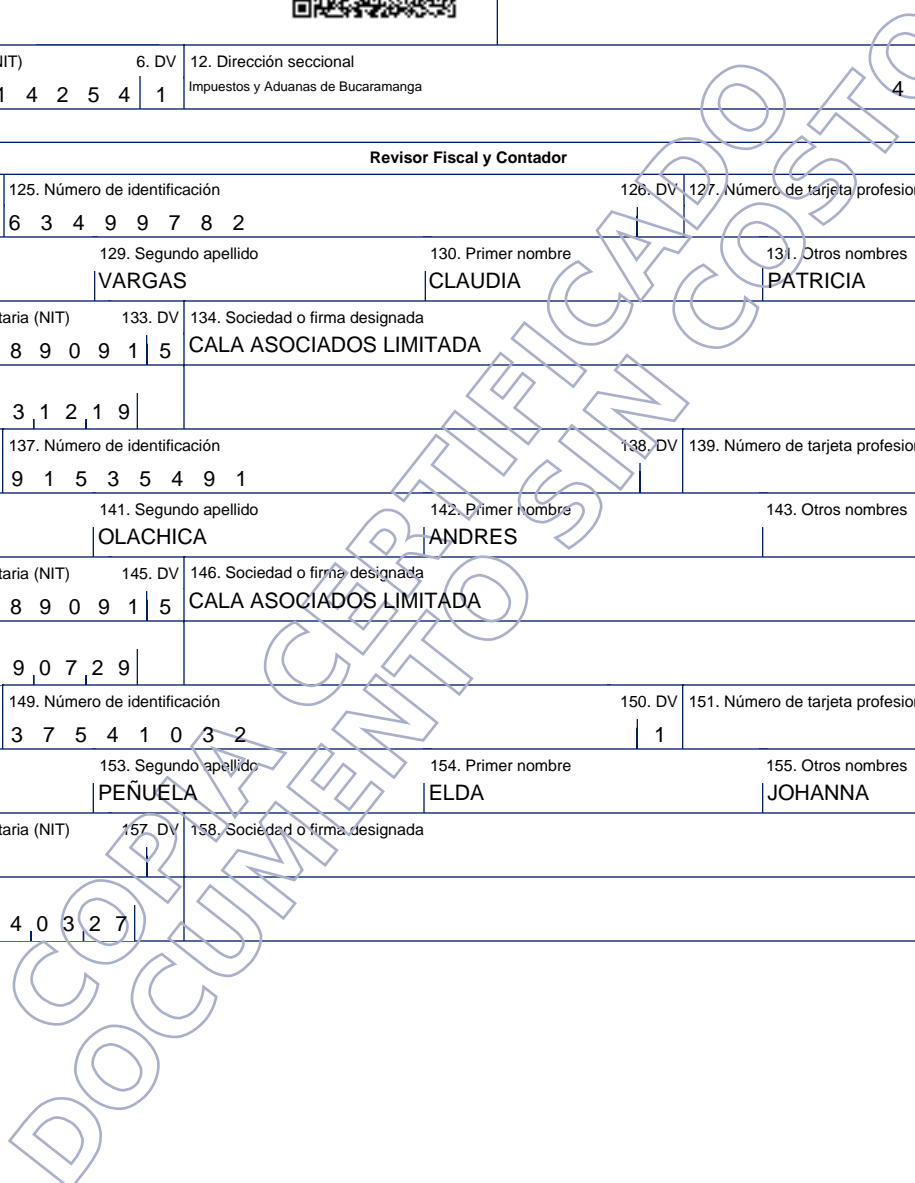 IT) 6. DV 12. Dirección seccional
1 4 2 5 4 1 Impuestos y Aduanas de Bucaramanga 4
Revisor Fiscal y Contador
125. Número de identificación 126. DV 127. Número de tarjeta profesion
6 3 4 9 9 7 8 2
129. Segundo apellido 130. Primer nombre 131. Otros nombres
VARGAS CLAUDIA PATRICIA
taria (NIT) 133. DV 134. Sociedad o firma designada
8 9 0 9 1 5 CALA ASOCIADOS LIMITADA
3 1 2 1 9
137. Número de identificación 138. DV 139. Número de tarjeta profesion
9 1 5 3 5 4 9 1
141. Segundo apellido 142. Primer nombre 143. Otros nombres
OLACHICA ANDRES
taria (NIT) 145. DV 146. Sociedad o firma designada
8 9 0 9 1 5 CALA ASOCIADOS LIMITADA
9 0 7 2 9
149. Número de identificación 150. DV 151. Número de tarjeta profesion
3 7 5 4 1 0 3 2 1
153. Segundo apellido 154. Primer nombre 155. Otros nombres
PEÑUELA ELDA JOHANNA
taria (NIT) 157. DV 158. Sociedad o firma designada
4 0 3 2 7
COPIA CERTIFICADO
DOCUMENTO SIN COSTO